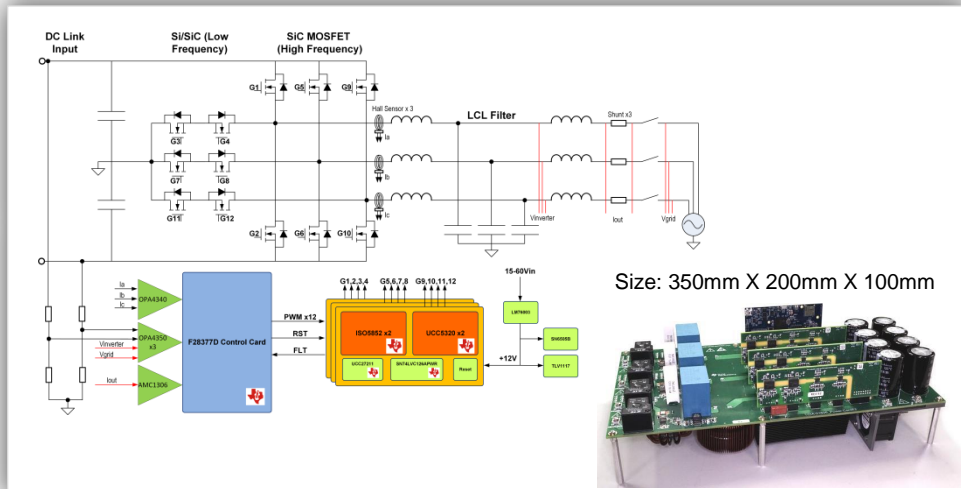 DC Link
Input
Si/SiC (Low
Frequency)
SiC MOSFET
(High Frequency)
G1
G5
G9
Hall Sensor x 3
LCL Filter
Shunt x3
G3
G4
Ia
G7
G8
Ib
G11
G12
Ic
Vinverter
Iout
Vgrid
G2
G6
G10
Size: 350mm X 200mm X 100mm
15-60Vin
G1,2,3,4
G5,6,7,8
G9,10,11,12
Ia
Ib
Ic
OPA4340
F28377D Control Card
PWM x12
RST
FLT
ISO5852 x2
UCC5320 x2
UCC27211
SN74LVC126APWR
Reset
+12V
SN6505B
TLV1117
Vinverter
Vgrid
OPA4350
x3
Iout
AMC1306